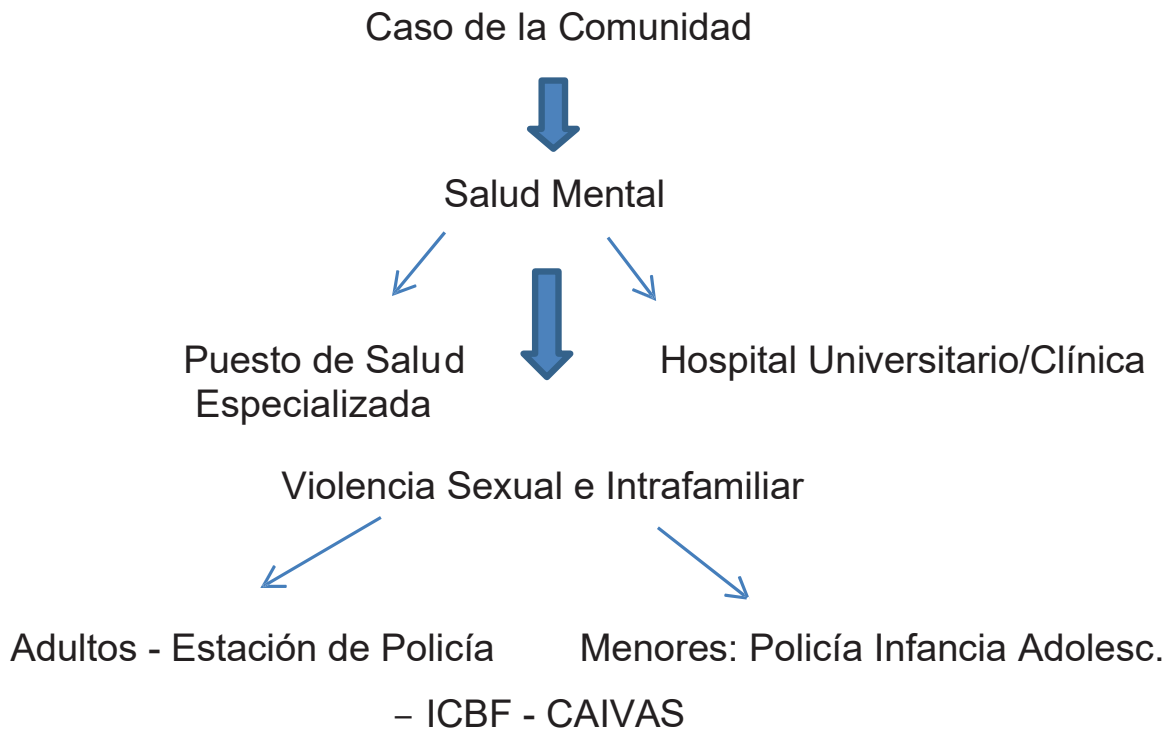 Caso de la Comunidad
Salud Mental
Puesto de Salud
Especializada
Hospital Universitario/Clínica
Violencia Sexual e Intrafamiliar
Adultos - Estación de Policía
Menores: Policía Infancia Adolesc.
– ICBF - CAIVAS